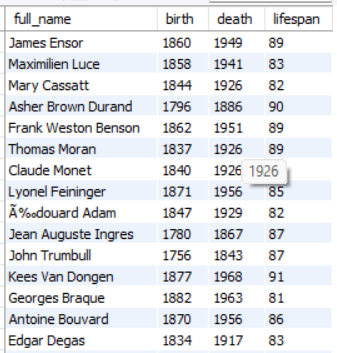 full_name birth death lifespan
James Ensor 1860 1949 89
Maximilien Luce 1858 1941 83
Mary Cassatt 1844 1926 82
Asher Brown Durand 1796 1886 90
Frank Weston Benson 1862 1951 89
Thomas Moran 1837 1926 89
Claude Monet 1840 1926 1926
Lyonel Feininger 1871 1956 85
Ã‰douard Adam 1847 1929 82
Jean Auguste Ingres 1780 1867 87
John Trumbull 1756 1843 87
Kees Van Dongen 1877 1968 91
Georges Braque 1882 1963 81
Antoine Bouvard 1870 1956 86
Edgar Degas 1834 1917 83